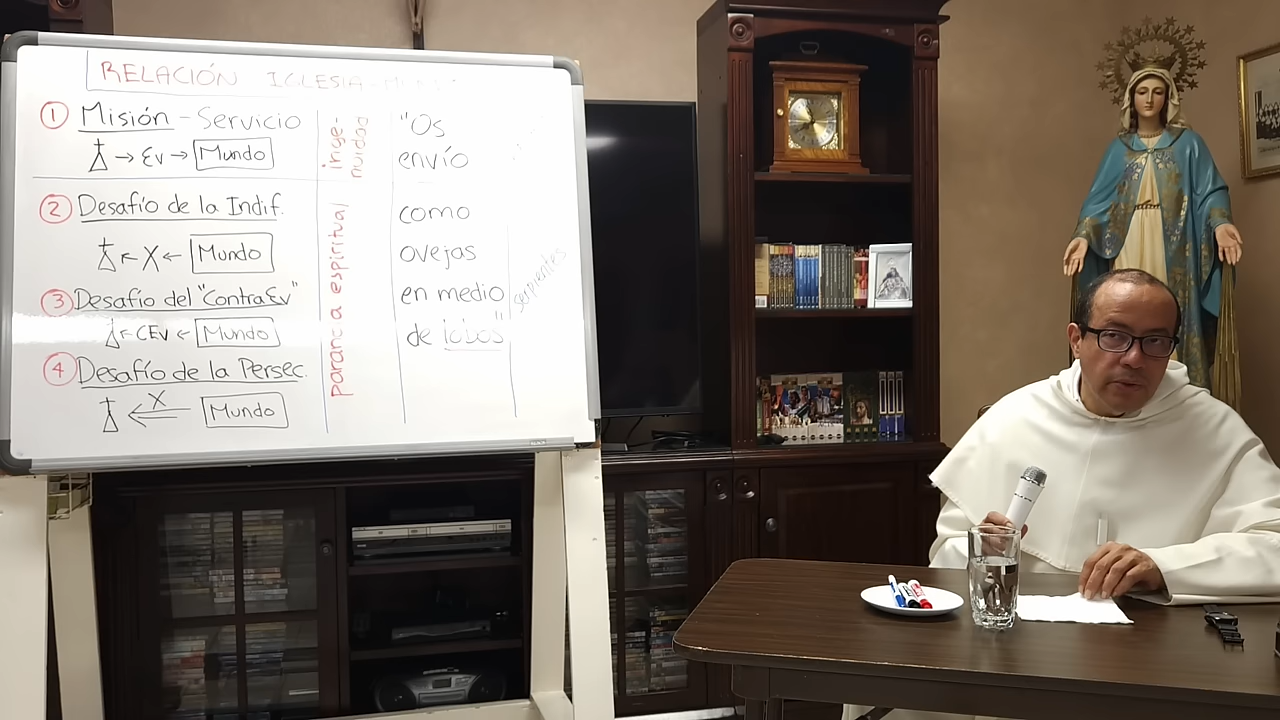 RELACIÓN IGLESIA-MUNDO
① Misión - Servicio
→ Ev → Mundo
② Desafío de la Indif.
← X ← Mundo
③ Desafío del "ContraEv"
← CEv ← Mundo
④ Desafío de la Persec.
X
Mundo
inge-
nuidad
paranoia espiritual
"Os
envío
como
ovejas
en medio
de lobos"
serpientes